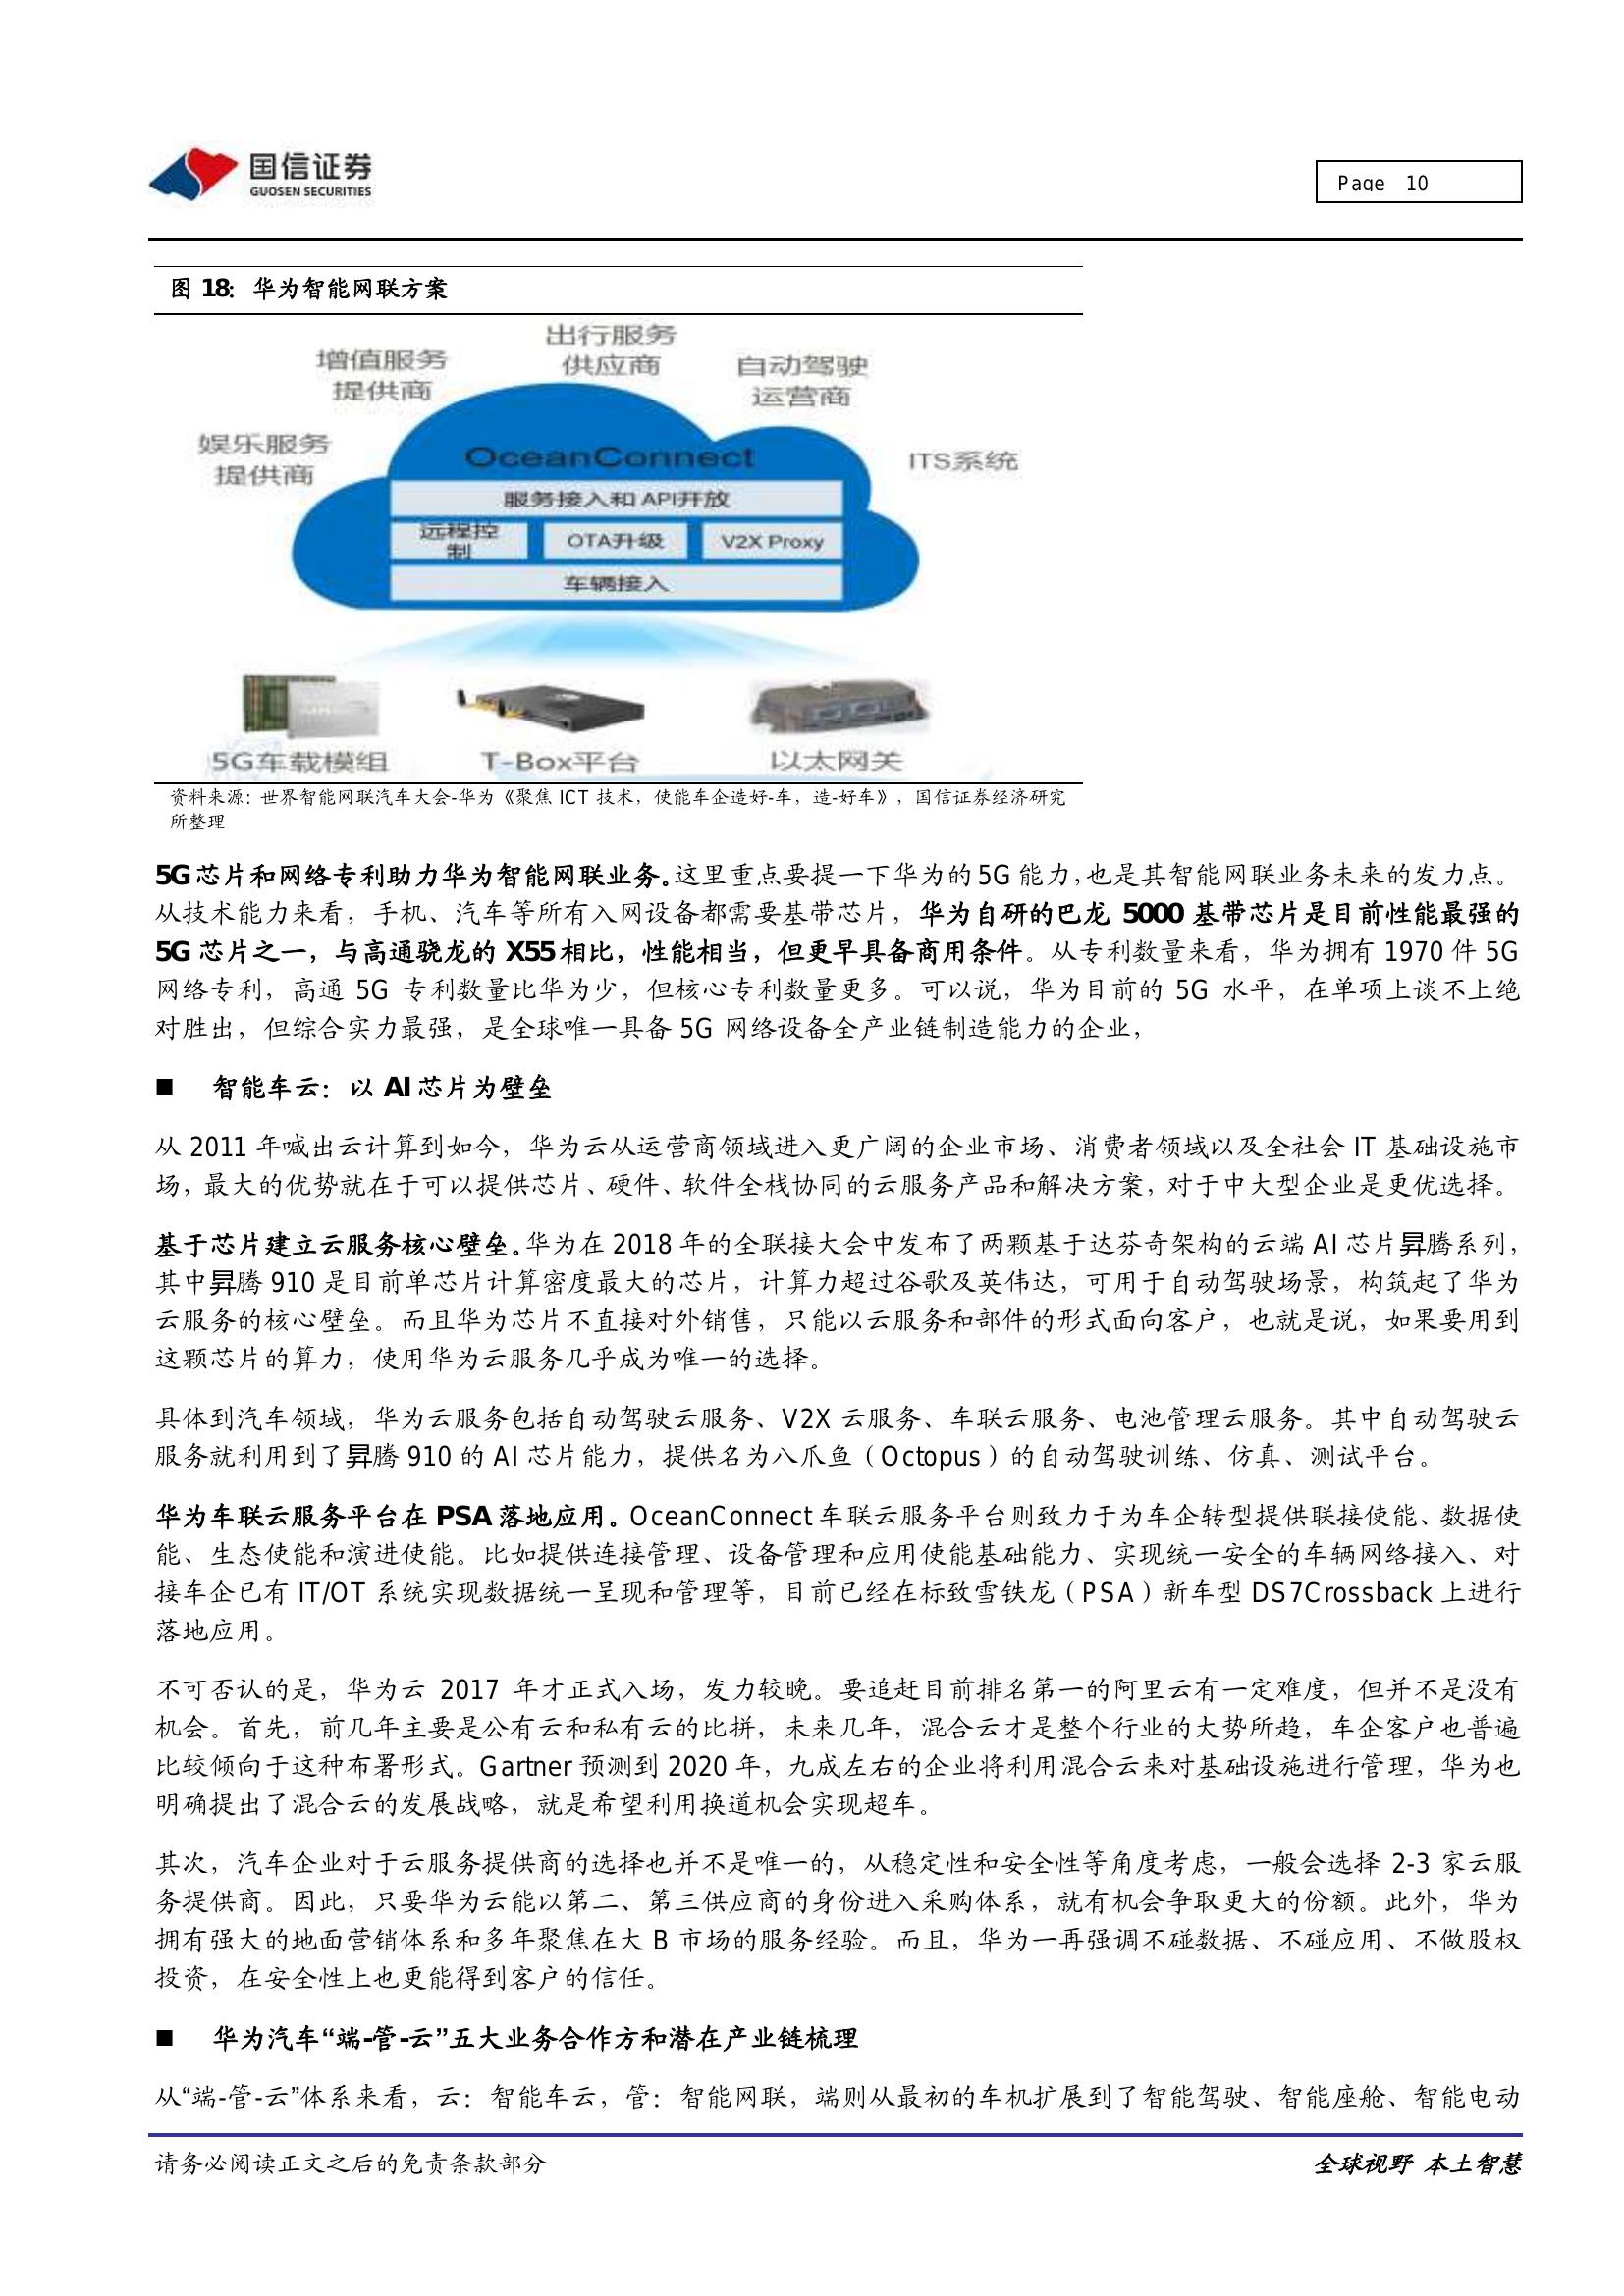 国信证券
GUOSEN SECURITIES
Page 10
图 18：华为智能网联方案
出行服务
供应商
增值服务
提供商
自动驾驶
运营商
娱乐服务
提供商
ITS系统
OceanConnect
服务接入和API开放
远程控
制
OTA升级
V2X Proxy
车辆接入
5G车载模组
T-Box平台
以太网关
资料来源：世界智能网联汽车大会-华为《聚焦 ICT 技术，使能车企造好-车，造-好车》，国信证券经济研究
所整理
5G 芯片和网络专利助力华为智能网联业务。这里重点要提一下华为的 5G 能力，也是其智能网联业务未来的发力点。
从技术能力来看，手机、汽车等所有入网设备都需要基带芯片，华为自研的巴龙 5000 基带芯片是目前性能最强的
5G 芯片之一，与高通骁龙的 X55 相比，性能相当，但更早具备商用条件。从专利数量来看，华为拥有 1970 件 5G
网络专利，高通 5G 专利数量比华为少，但核心专利数量更多。可以说，华为目前的 5G 水平，在单项上谈不上绝
对胜出，但综合实力最强，是全球唯一具备 5G 网络设备全产业链制造能力的企业，
■ 智能车云：以 AI 芯片为壁垒
从 2011 年喊出云计算到如今，华为云从运营商领域进入更广阔的企业市场、消费者领域以及全社会 IT 基础设施市
场，最大的优势就在于可以提供芯片、硬件、软件全栈协同的云服务产品和解决方案，对于中大型企业是更优选择。
基于芯片建立云服务核心壁垒。华为在 2018 年的全联接大会中发布了两颗基于达芬奇架构的云端 AI 芯片昇腾系列，
其中昇腾 910 是目前单芯片计算密度最大的芯片，计算力超过谷歌及英伟达，可用于自动驾驶场景，构筑起了华为
云服务的核心壁垒。而且华为芯片不直接对外销售，只能以云服务和部件的形式面向客户，也就是说，如果要用到
这颗芯片的算力，使用华为云服务几乎成为唯一的选择。
具体到汽车领域，华为云服务包括自动驾驶云服务、V2X 云服务、车联云服务、电池管理云服务。其中自动驾驶云
服务就利用到了昇腾 910 的 AI 芯片能力，提供名为八爪鱼（Octopus）的自动驾驶训练、仿真、测试平台。
华为车联云服务平台在 PSA 落地应用。OceanConnect 车联云服务平台则致力于为车企转型提供联接使能、数据使
能、生态使能和演进使能。比如提供连接管理、设备管理和应用使能基础能力、实现统一安全的车辆网络接入、对
接车企已有 IT/OT 系统实现数据统一呈现和管理等，目前已经在标致雪铁龙（PSA）新车型 DS7Crossback 上进行
落地应用。
不可否认的是，华为云 2017 年才正式入场，发力较晚。要追赶目前排名第一的阿里云有一定难度，但并不是没有
机会。首先，前几年主要是公有云和私有云的比拼，未来几年，混合云才是整个行业的大势所趋，车企客户也普遍
比较倾向于这种布署形式。Gartner 预测到 2020 年，九成左右的企业将利用混合云来对基础设施进行管理，华为也
明确提出了混合云的发展战略，就是希望利用换道机会实现超车。
其次，汽车企业对于云服务提供商的选择也并不是唯一的，从稳定性和安全性等角度考虑，一般会选择 2-3 家云服
务提供商。因此，只要华为云能以第二、第三供应商的身份进入采购体系，就有机会争取更大的份额。此外，华为
拥有强大的地面营销体系和多年聚焦在大 B 市场的服务经验。而且，华为一再强调不碰数据、不碰应用、不做股权
投资，在安全性上也更能得到客户的信任。
■ 华为汽车“端-管-云”五大业务合作方和潜在产业链梳理
从“端-管-云”体系来看，云：智能车云，管：智能网联，端则从最初的车机扩展到了智能驾驶、智能座舱、智能电动
请务必阅读正文之后的免责条款部分
全球视野 本土智慧